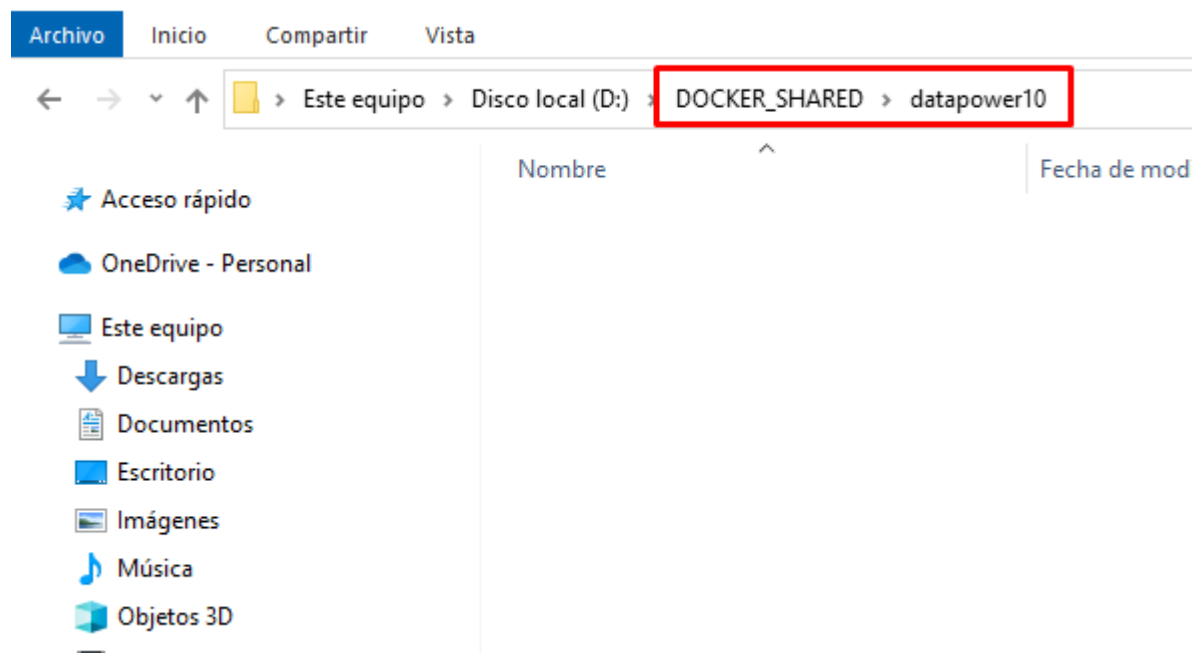 Archivo Inicio Compartir Vista
Este equipo > Disco local (D:) > DOCKER_SHARED > datapower10
Nombre Fecha de mod
Acceso rápido
OneDrive - Personal
Este equipo
Descargas
Documentos
Escritorio
Imágenes
Música
Objetos 3D